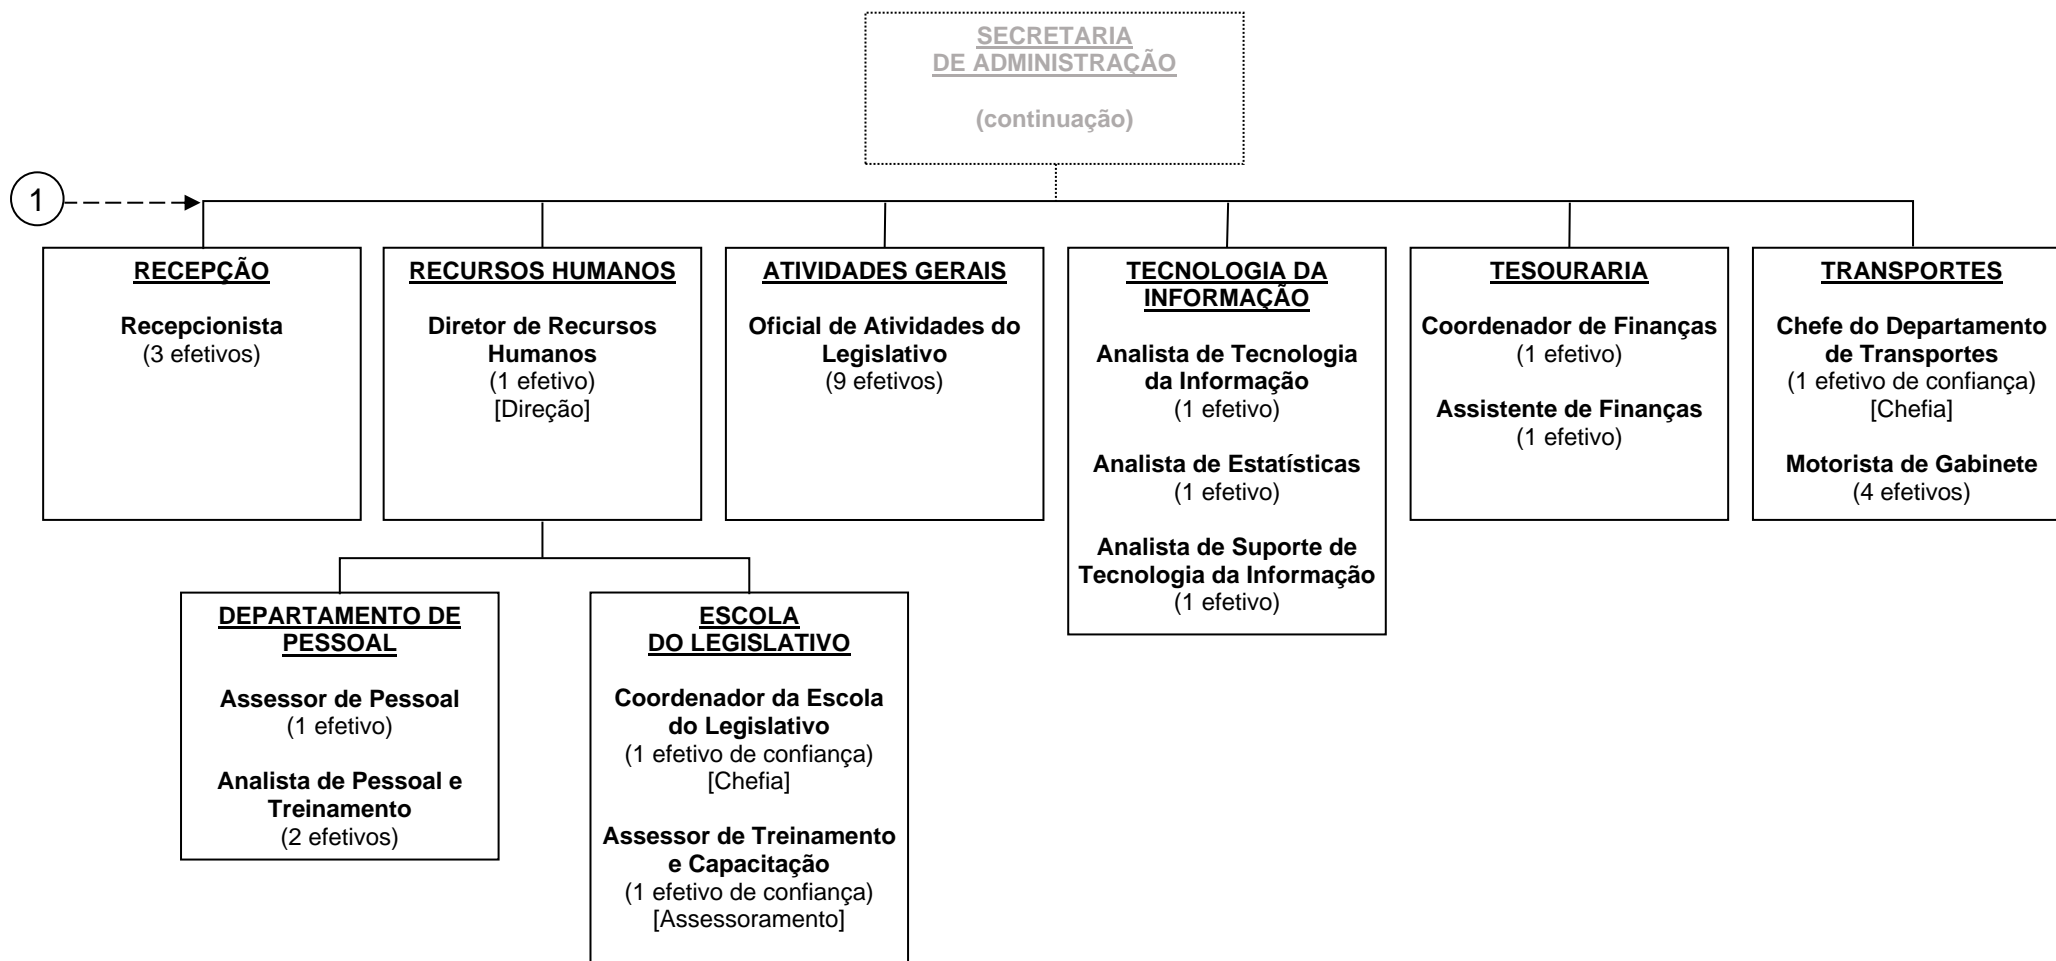 SECRETARIA
DE ADMINISTRAÇÃO
(continuação)
1
RECEPÇÃO
Recepcionista
(3 efetivos)
RECURSOS HUMANOS
Diretor de Recursos
Humanos
(1 efetivo)
[Direção]
ATIVIDADES GERAIS
Oficial de Atividades do
Legislativo
(9 efetivos)
TECNOLOGIA DA
INFORMAÇÃO
Analista de Tecnologia
da Informação
(1 efetivo)
Analista de Estatísticas
(1 efetivo)
Analista de Suporte de
Tecnologia da Informação
(1 efetivo)
TESOURARIA
Coordenador de Finanças
(1 efetivo)
Assistente de Finanças
(1 efetivo)
TRANSPORTES
Chefe do Departamento
de Transportes
(1 efetivo de confiança)
[Chefia]
Motorista de Gabinete
(4 efetivos)
DEPARTAMENTO DE
PESSOAL
Assessor de Pessoal
(1 efetivo)
Analista de Pessoal e
Treinamento
(2 efetivos)
ESCOLA
DO LEGISLATIVO
Coordenador da Escola
do Legislativo
(1 efetivo de confiança)
[Chefia]
Assessor de Treinamento
e Capacitação
(1 efetivo de confiança)
[Assessoramento]